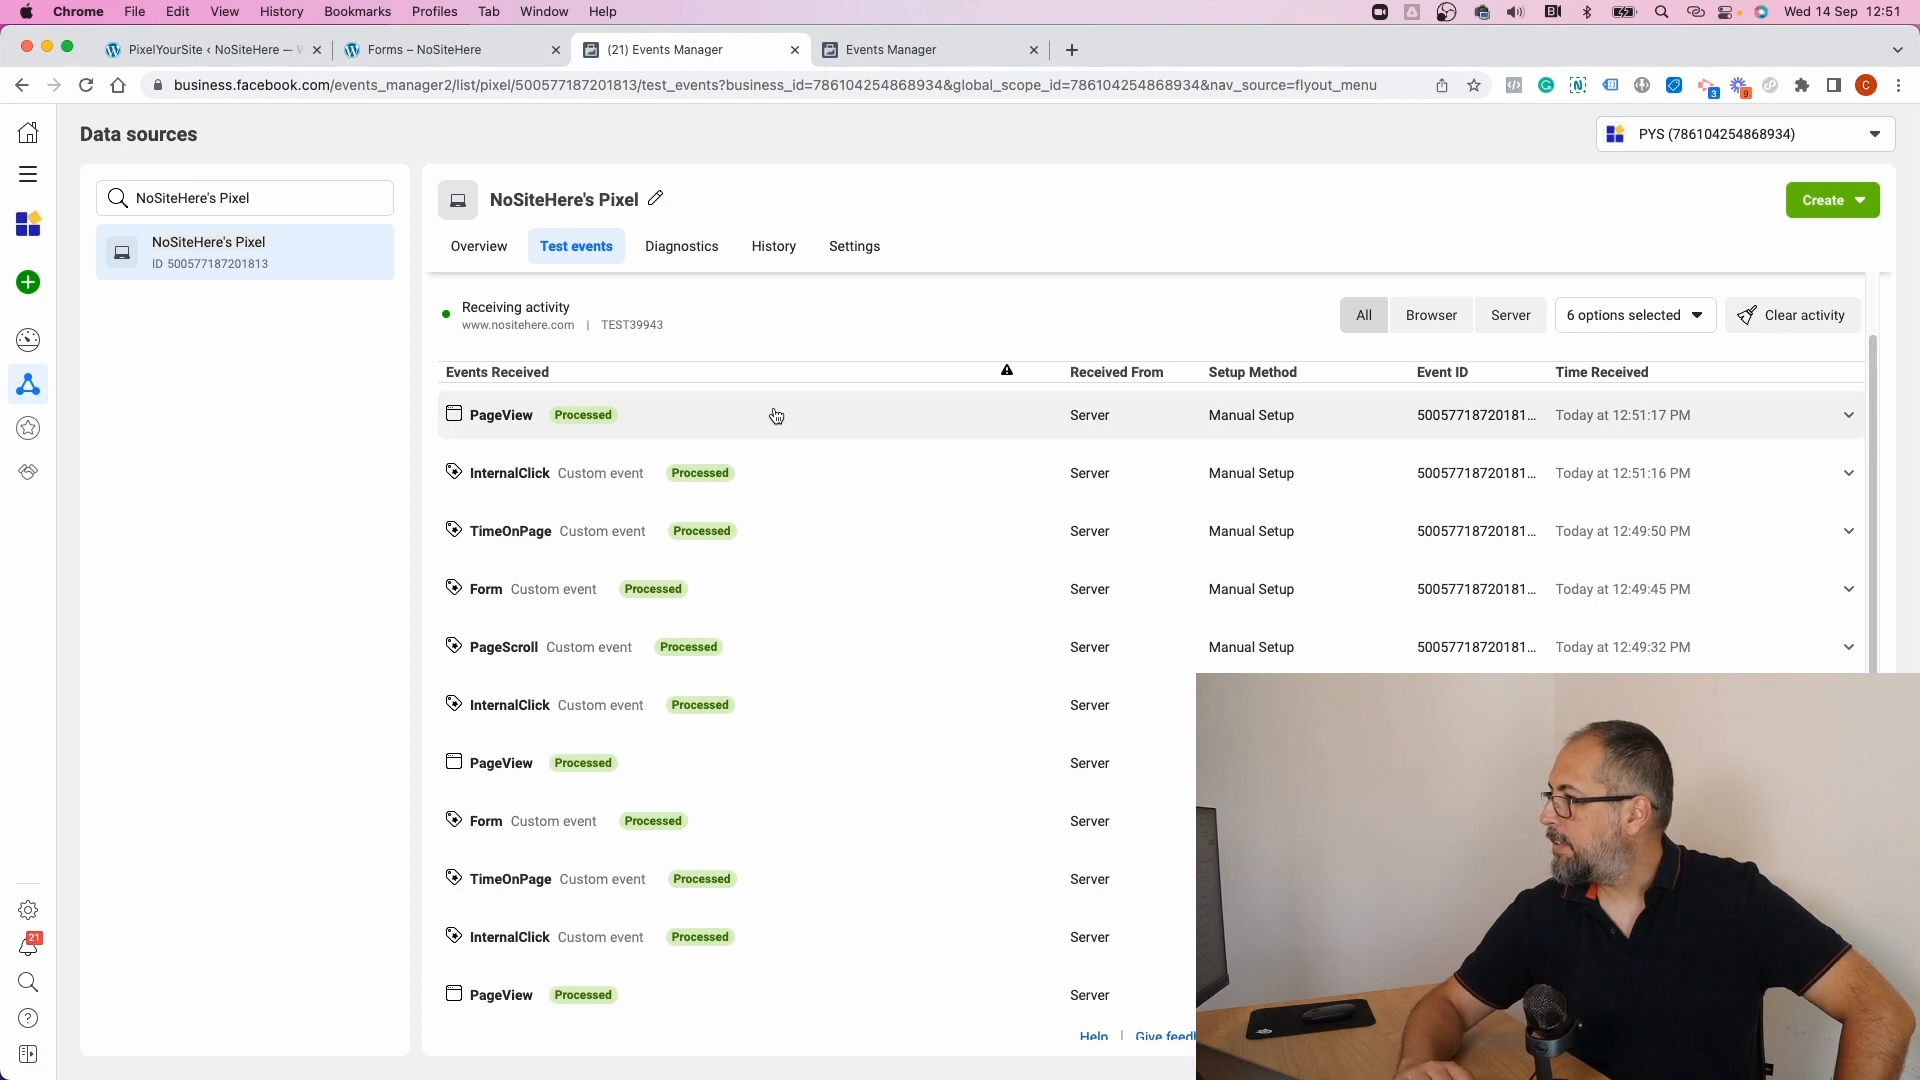 Chrome File Edit View History Bookmarks Profiles Tab Window Help Wed 14 Sep 12:51
PixelYourSite ‹ NoSiteHere — W
Forms – NoSiteHere
(21) Events Manager
Events Manager
business.facebook.com/events_manager2/list/pixel/500577187201813/test_events?business_id=786104254868934&global_scope_id=786104254868934&nav_source=flyout_menu
3
9
C
Data sources
PYS (786104254868934)
NoSiteHere's Pixel
NoSiteHere's Pixel
ID 500577187201813
NoSiteHere's Pixel
Create
Overview Test events Diagnostics History Settings
Receiving activity
www.nositehere.com | TEST39943
All Browser Server 6 options selected Clear activity
Events Received Received From Setup Method Event ID Time Received
PageView Processed Server Manual Setup 50057718720181... Today at 12:51:17 PM
InternalClick Custom event Processed Server Manual Setup 50057718720181... Today at 12:51:16 PM
TimeOnPage Custom event Processed Server Manual Setup 50057718720181... Today at 12:49:50 PM
Form Custom event Processed Server Manual Setup 50057718720181... Today at 12:49:45 PM
PageScroll Custom event Processed Server Manual Setup 50057718720181... Today at 12:49:32 PM
InternalClick Custom event Processed Server
PageView Processed Server
Form Custom event Processed Server
TimeOnPage Custom event Processed Server
InternalClick Custom event Processed Server
PageView Processed Server
21
Help | Give feedb